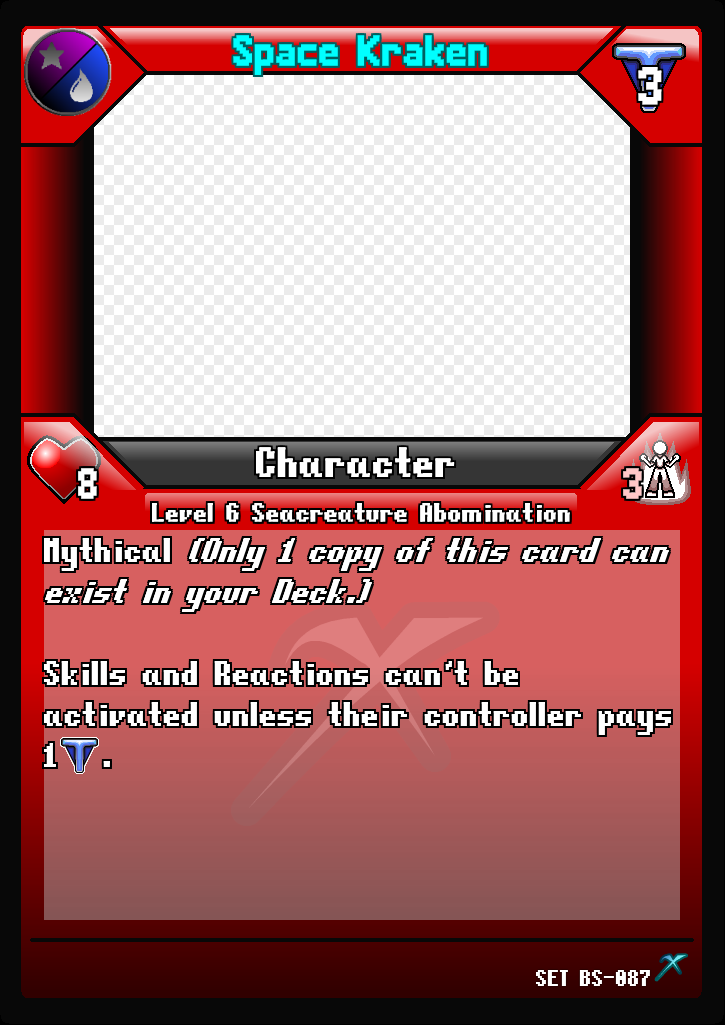 Space Kraken
3
Character
8
3
Level 6 Seacreature Abomination
Mythical (Only 1 copy of this card can
exist in your Deck.)
Skills and Reactions can't be
activated unless their controller pays
1T.
SET BS-087